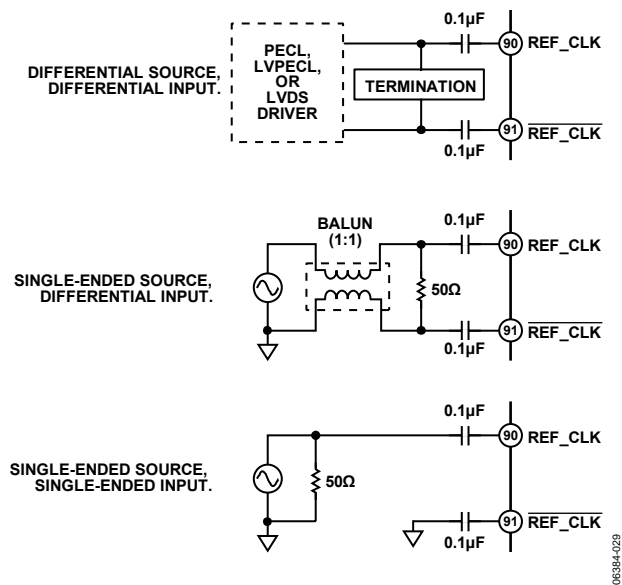 0.1µF
90 REF_CLK
PECL,
LVPECL,
OR
LVDS
DRIVER
DIFFERENTIAL SOURCE,
DIFFERENTIAL INPUT.
TERMINATION
91 REF_CLK
0.1µF
BALUN
(1:1)
0.1µF
90 REF_CLK
SINGLE-ENDED SOURCE,
DIFFERENTIAL INPUT.
50Ω
91 REF_CLK
0.1µF
0.1µF
90 REF_CLK
SINGLE-ENDED SOURCE,
SINGLE-ENDED INPUT.
50Ω
91 REF_CLK
0.1µF
06384-029